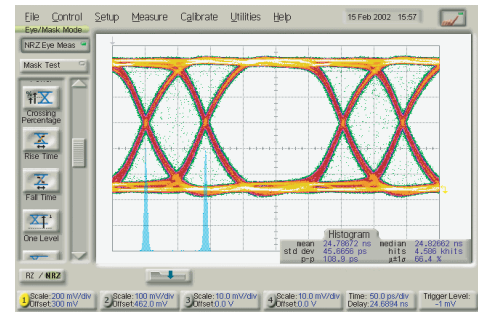 File Control Setup Measure Calibrate Utilities Help 15 Feb 2002 15:57
Eye/Mask Mode
NRZ Eye Meas
Mask Test
Crossing
Percentage
Rise Time
Fall Time
One Level
Histogram
mean 24.78672 ns median 24.82662 ns
std dev 45.6656 ps hits 4.586 khits
p-p 108.9 ps µ±1σ 66.4 %
RZ / NRZ
1 Scale:200 mV/div
Offset:300 mV
2 Scale:100 mV/div
Offset:462.0 mV
3 Scale:10.0 mV/div
Offset:0.0 V
4 Scale:10.0 mV/div
Offset:0.0 V
Time: 50.0 ps/div
Delay:24.6894 ns
Trigger Level:
-1 mV